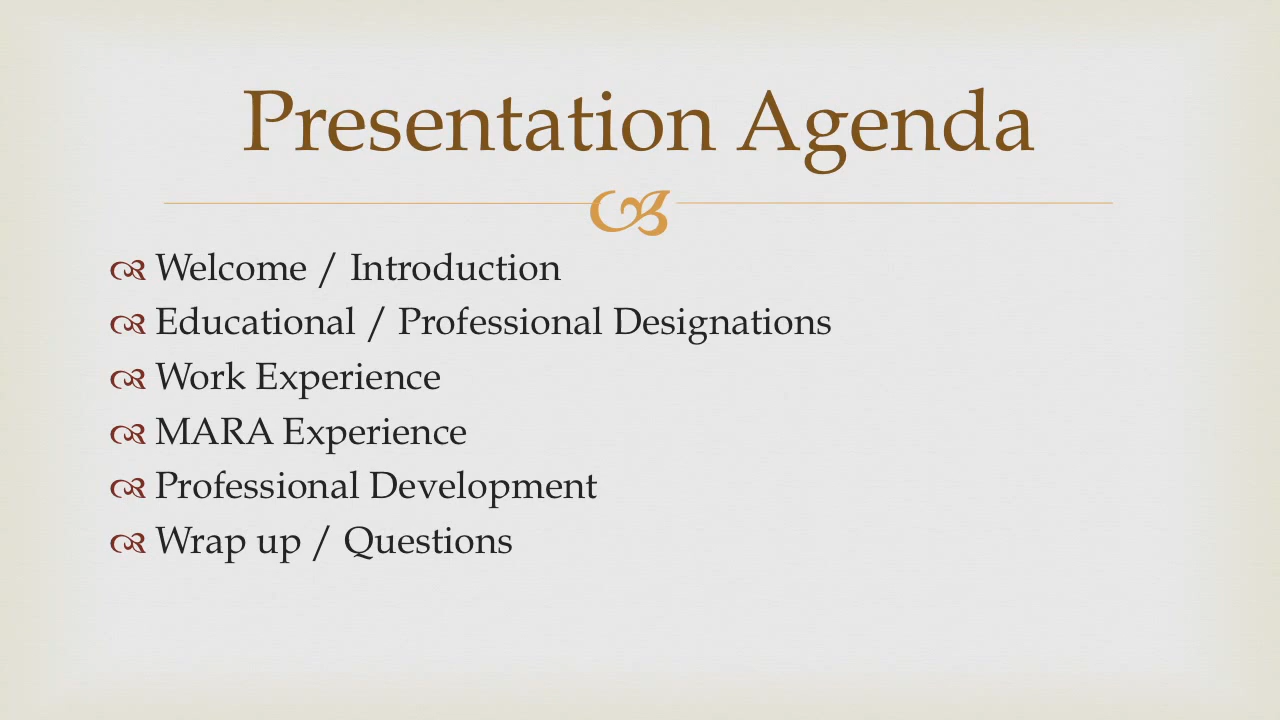 Presentation Agenda
Welcome / Introduction
Educational / Professional Designations
Work Experience
MARA Experience
Professional Development
Wrap up / Questions